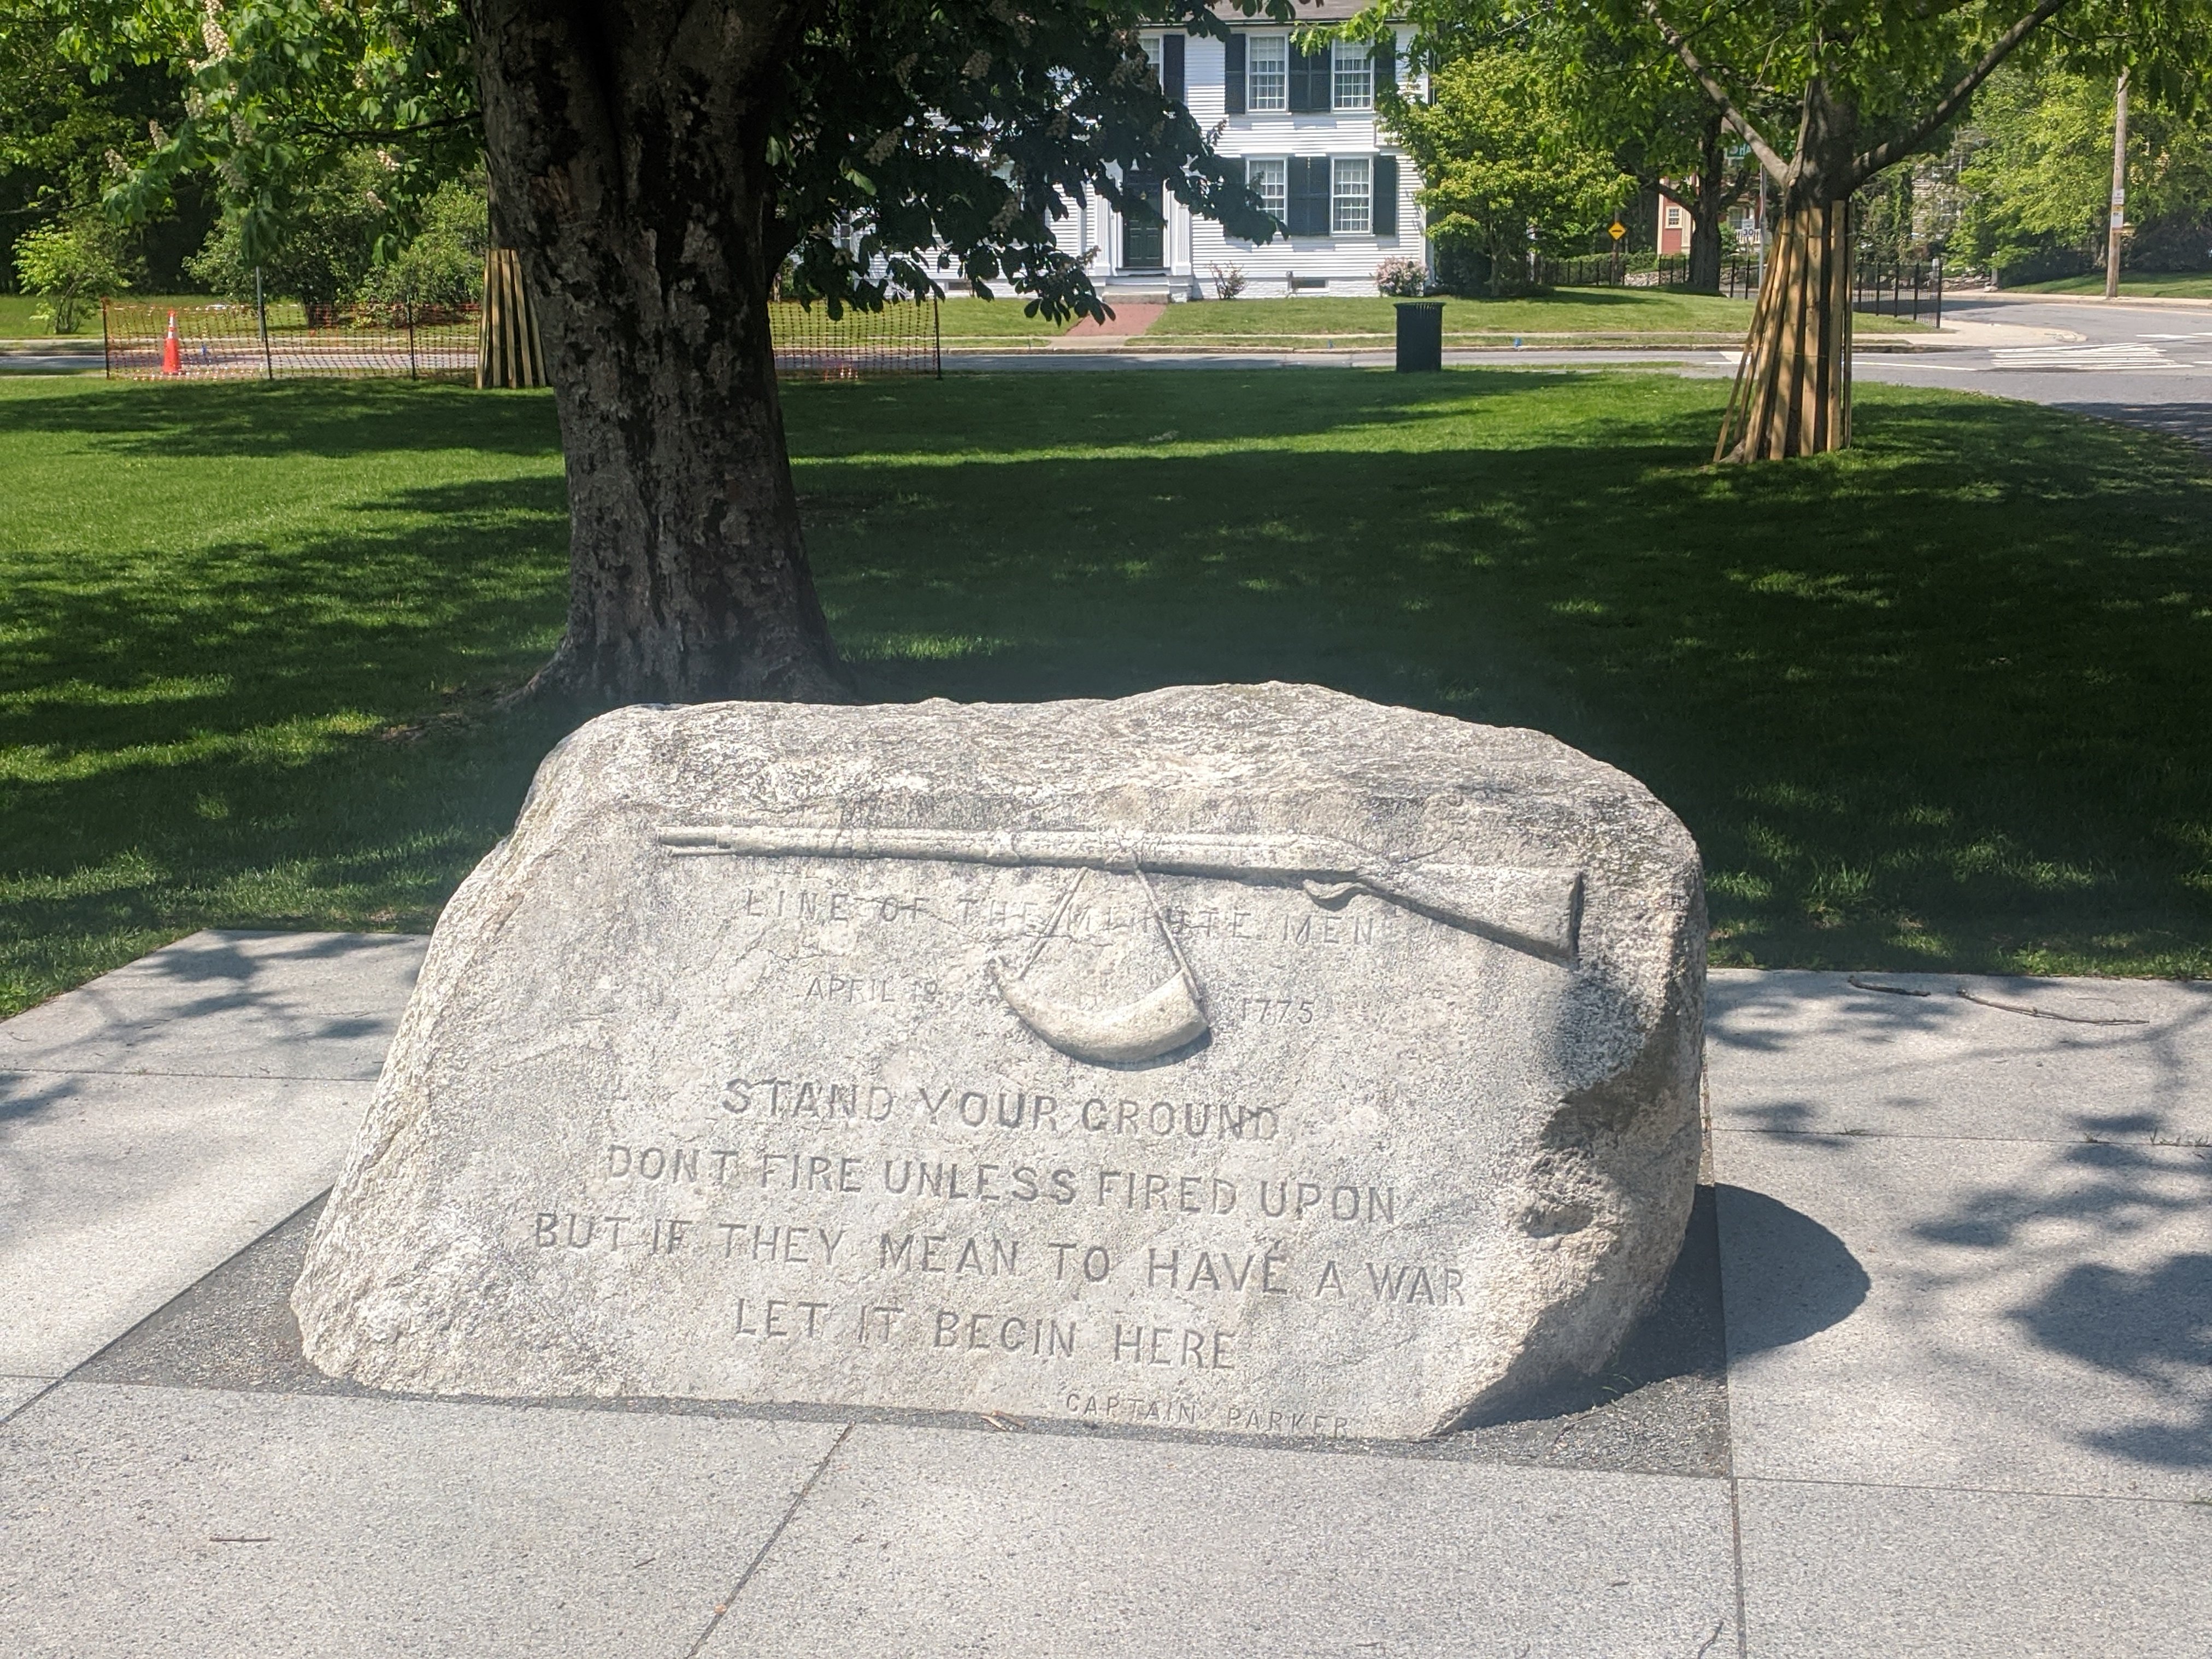 LINE OF THE MINUTE MEN
APRIL 19 1775
STAND YOUR GROUND
DONT FIRE UNLESS FIRED UPON
BUT IF THEY MEAN TO HAVE A WAR
LET IT BEGIN HERE
CAPTAIN PARKER